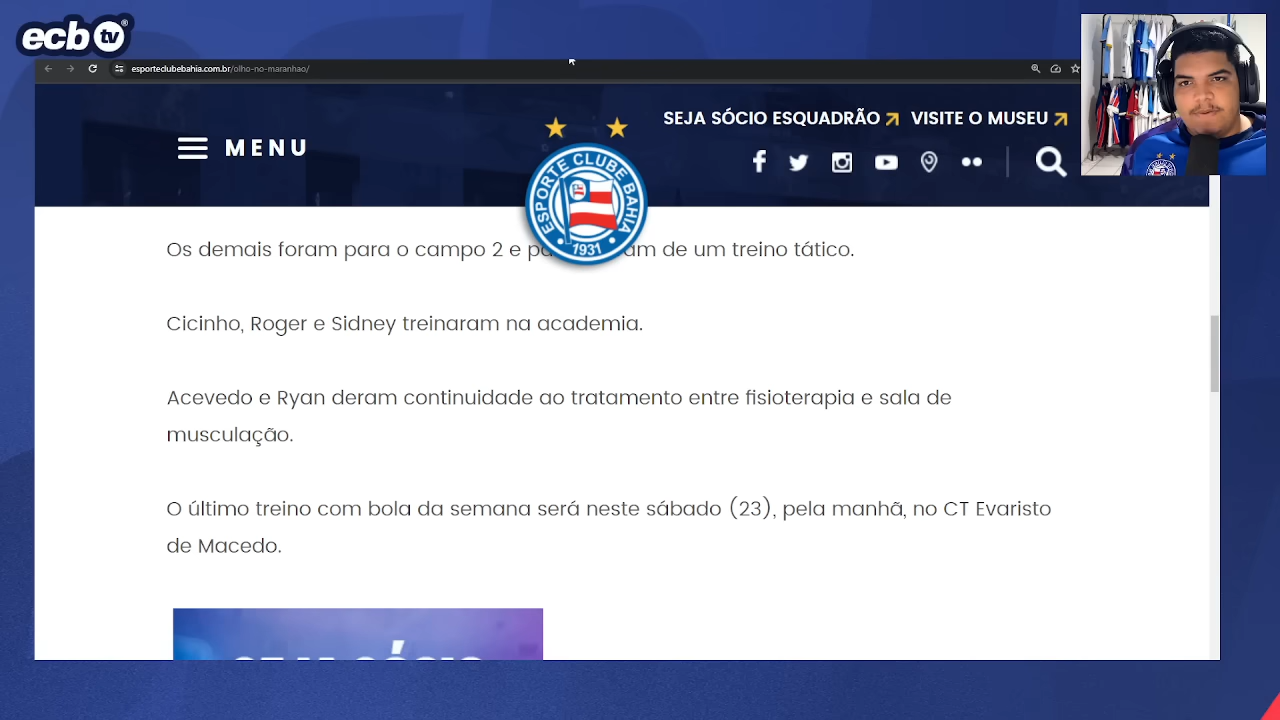 ecb tv
esporteclubebahia.com.br/olho-no-maranhao/
SEJA SÓCIO ESQUADRÃO VISITE O MUSEU
MENU
ESPORTE CLUBE BAHIA
1931
Os demais foram para o campo 2 e am de um treino tático.
Cicinho, Roger e Sidney treinaram na academia.
Acevedo e Ryan deram continuidade ao tratamento entre fisioterapia e sala de
musculação.
O último treino com bola da semana será neste sábado (23), pela manhã, no CT Evaristo
de Macedo.
SEJA SÓCIO